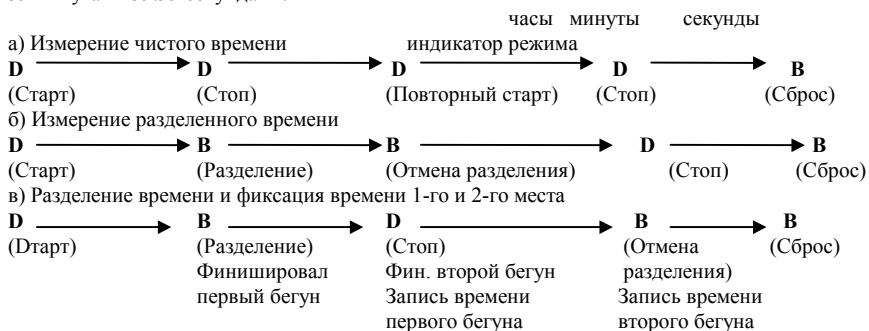 часы минуты секунды
а) Измерение чистого времени индикатор режима
D D D D B
(Старт) (Стоп) (Повторный старт) (Стоп) (Сброс)
б) Измерение разделенного времени
D B B D B
(Старт) (Разделение) (Отмена разделения) (Стоп) (Сброс)
в) Разделение времени и фиксация времени 1-го и 2-го места
D B D B B
(Dтарт) (Разделение) (Стоп) (Отмена (Сброс)
Финишировал Фин. второй бегун разделения)
первый бегун Запись времени Запись времени
первого бегуна второго бегуна